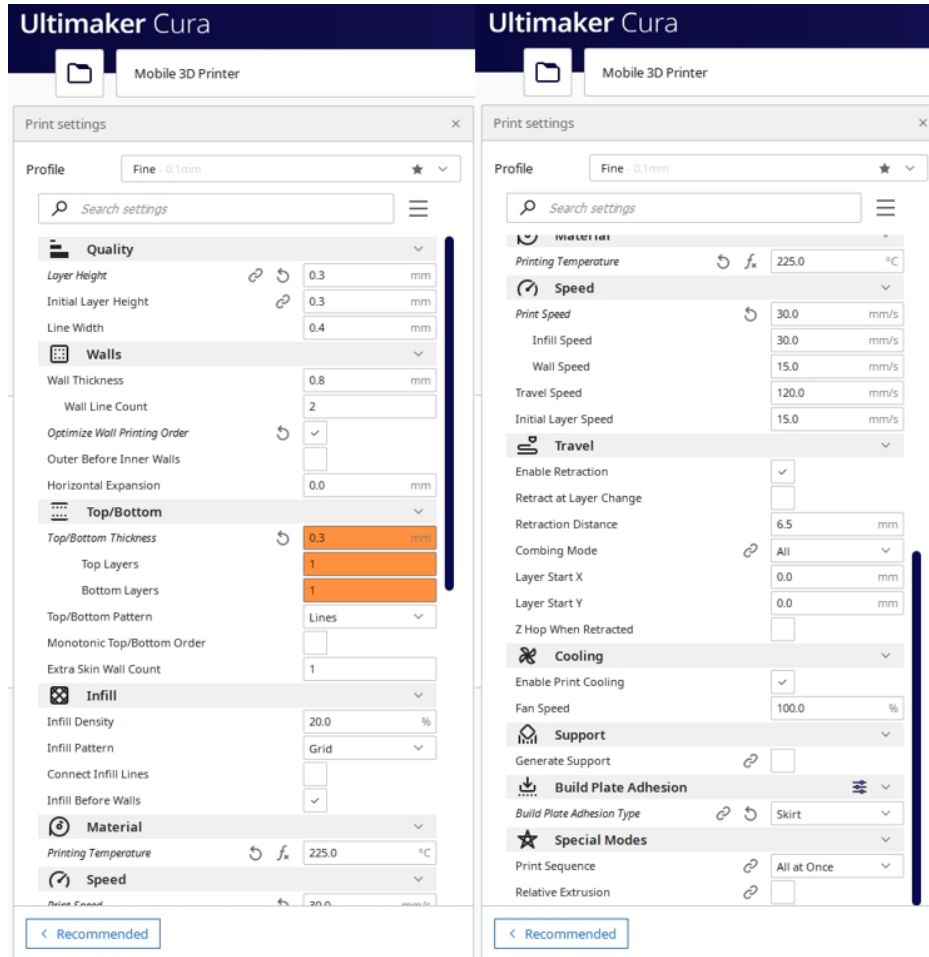 Ultimaker Cura
Mobile 3D Printer
Print settings
Profile
Fine - 0.1mm
Search settings
Quality
Layer Height 0.3 mm
Initial Layer Height 0.3 mm
Line Width 0.4 mm
Walls
Wall Thickness 0.8 mm
Wall Line Count 2
Optimize Wall Printing Order
Outer Before Inner Walls
Horizontal Expansion 0.0 mm
Top/Bottom
Top/Bottom Thickness 0.3 mm
Top Layers 1
Bottom Layers 1
Top/Bottom Pattern Lines
Monotonic Top/Bottom Order
Extra Skin Wall Count 1
Infill
Infill Density 20.0 %
Infill Pattern Grid
Connect Infill Lines
Infill Before Walls
Material
Printing Temperature fx 225.0 °C
Speed
Print Speed 30.0 mm/s
< Recommended
Ultimaker Cura
Mobile 3D Printer
Print settings
Profile
Fine - 0.1mm
Search settings
Material
Printing Temperature fx 225.0 °C
Speed
Print Speed 30.0 mm/s
Infill Speed 30.0 mm/s
Wall Speed 15.0 mm/s
Travel Speed 120.0 mm/s
Initial Layer Speed 15.0 mm/s
Travel
Enable Retraction
Retract at Layer Change
Retraction Distance 6.5 mm
Combing Mode All
Layer Start X 0.0 mm
Layer Start Y 0.0 mm
Z Hop When Retracted
Cooling
Enable Print Cooling
Fan Speed 100.0 %
Support
Generate Support
Build Plate Adhesion
Build Plate Adhesion Type Skirt
Special Modes
Print Sequence All at Once
Relative Extrusion
< Recommended